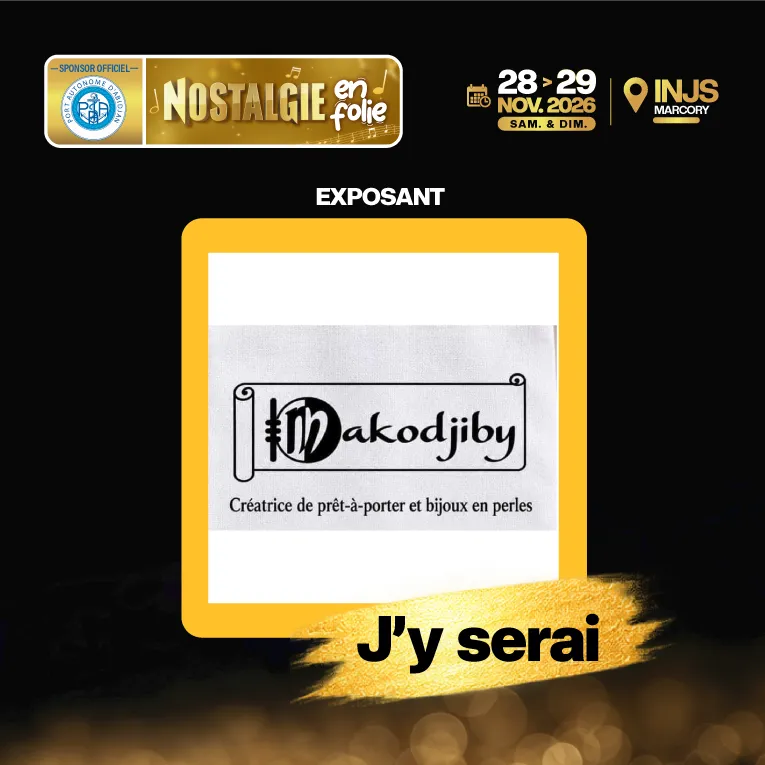 SPONSOR OFFICIEL
PORT AUTONOME D'ABIDJAN
NOSTALGIE en folie
28 > 29
NOV. 2026
SAM. & DIM.
INJS
MARCORY
EXPOSANT
Makodjiby
Créatrice de prêt-à-porter et bijoux en perles
J'y serai